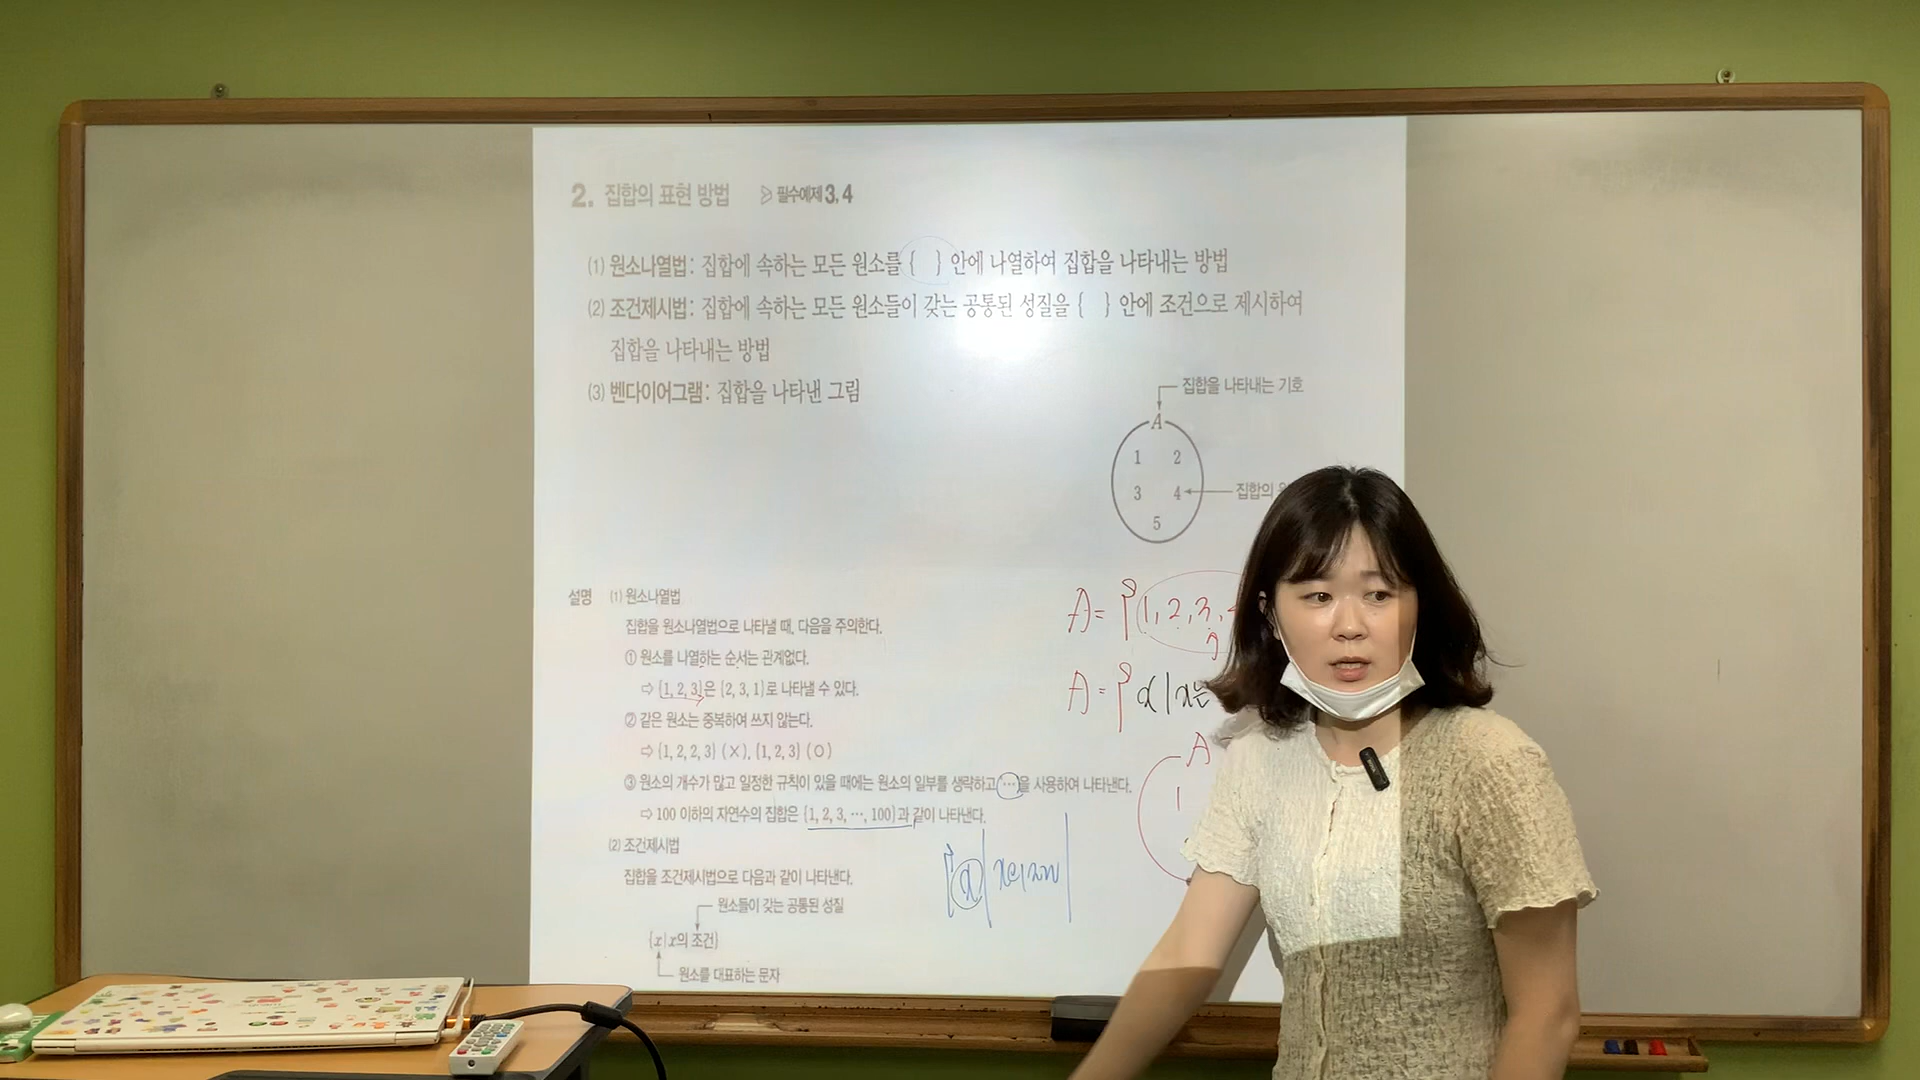 2. 집합의 표현 방법 ≫ 필수예제 3, 4
(1) 원소나열법: 집합에 속하는 모든 원소를 { } 안에 나열하여 집합을 나타내는 방법
(2) 조건제시법: 집합에 속하는 모든 원소들이 갖는 공통된 성질을 { } 안에 조건으로 제시하여
집합을 나타내는 방법
(3) 벤다이어그램: 집합을 나타낸 그림
집합을 나타내는 기호
A
1 2
3 4
집합의
5
설명 (1) 원소나열법
집합을 원소나열법으로 나타낼 때, 다음을 주의한다.
① 원소를 나열하는 순서는 관계없다.
⇨ {1, 2, 3}은 {2, 3, 1}로 나타낼 수 있다.
② 같은 원소는 중복하여 쓰지 않는다.
⇨ {1, 2, 2, 3} (×), {1, 2, 3} (○)
③ 원소의 개수가 많고 일정한 규칙이 있을 때에는 원소의 일부를 생략하고 …을 사용하여 나타낸다.
⇨ 100 이하의 자연수의 집합은 {1, 2, 3, …, 100}과 같이 나타낸다.
(2) 조건제시법
집합을 조건제시법으로 다음과 같이 나타낸다.
원소들이 갖는 공통된 성질
{x|x의 조건}
원소를 대표하는 문자
A = {1, 2, 3,
A = {x | x는
A
1